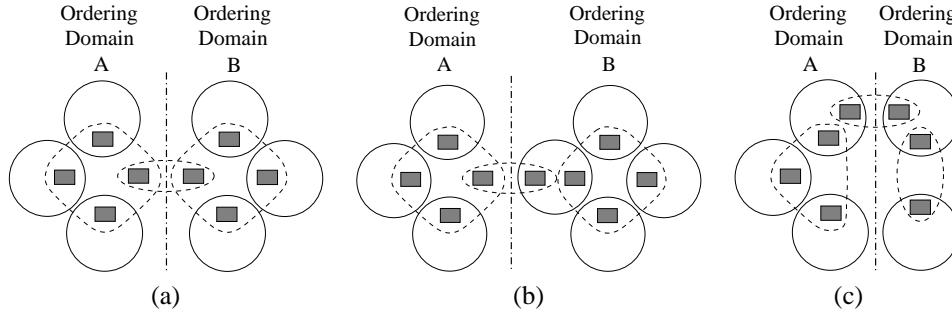 Ordering
Domain
A
Ordering
Domain
B
Ordering
Domain
A
Ordering
Domain
B
Ordering
Domain
A
Ordering
Domain
B
(a)
(b)
(c)